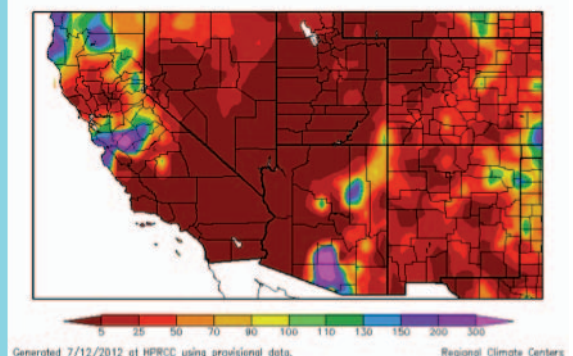 5 25 50 70 90 100 110 130 150 200 300
Generated 7/12/2012 at HPRCC using provisional data. Regional Climate Centers